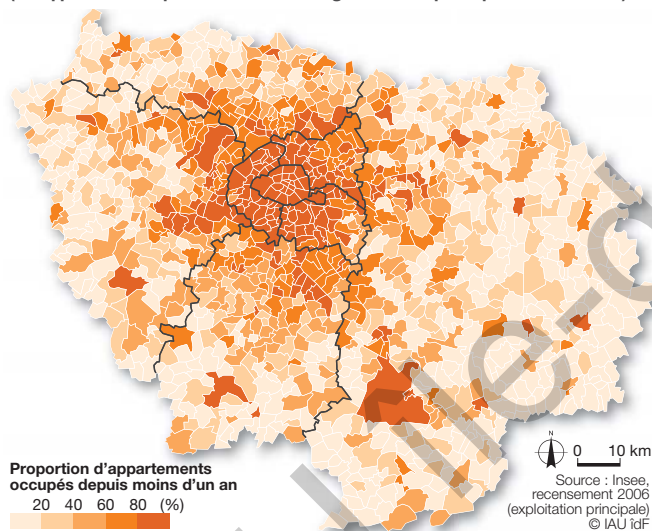 N
0 10 km
Proportion d'appartements
occupés depuis moins d'un an
20 40 60 80 (%)
Source : Insee,
recensement 2006
(exploitation principale)
© IAU îdF